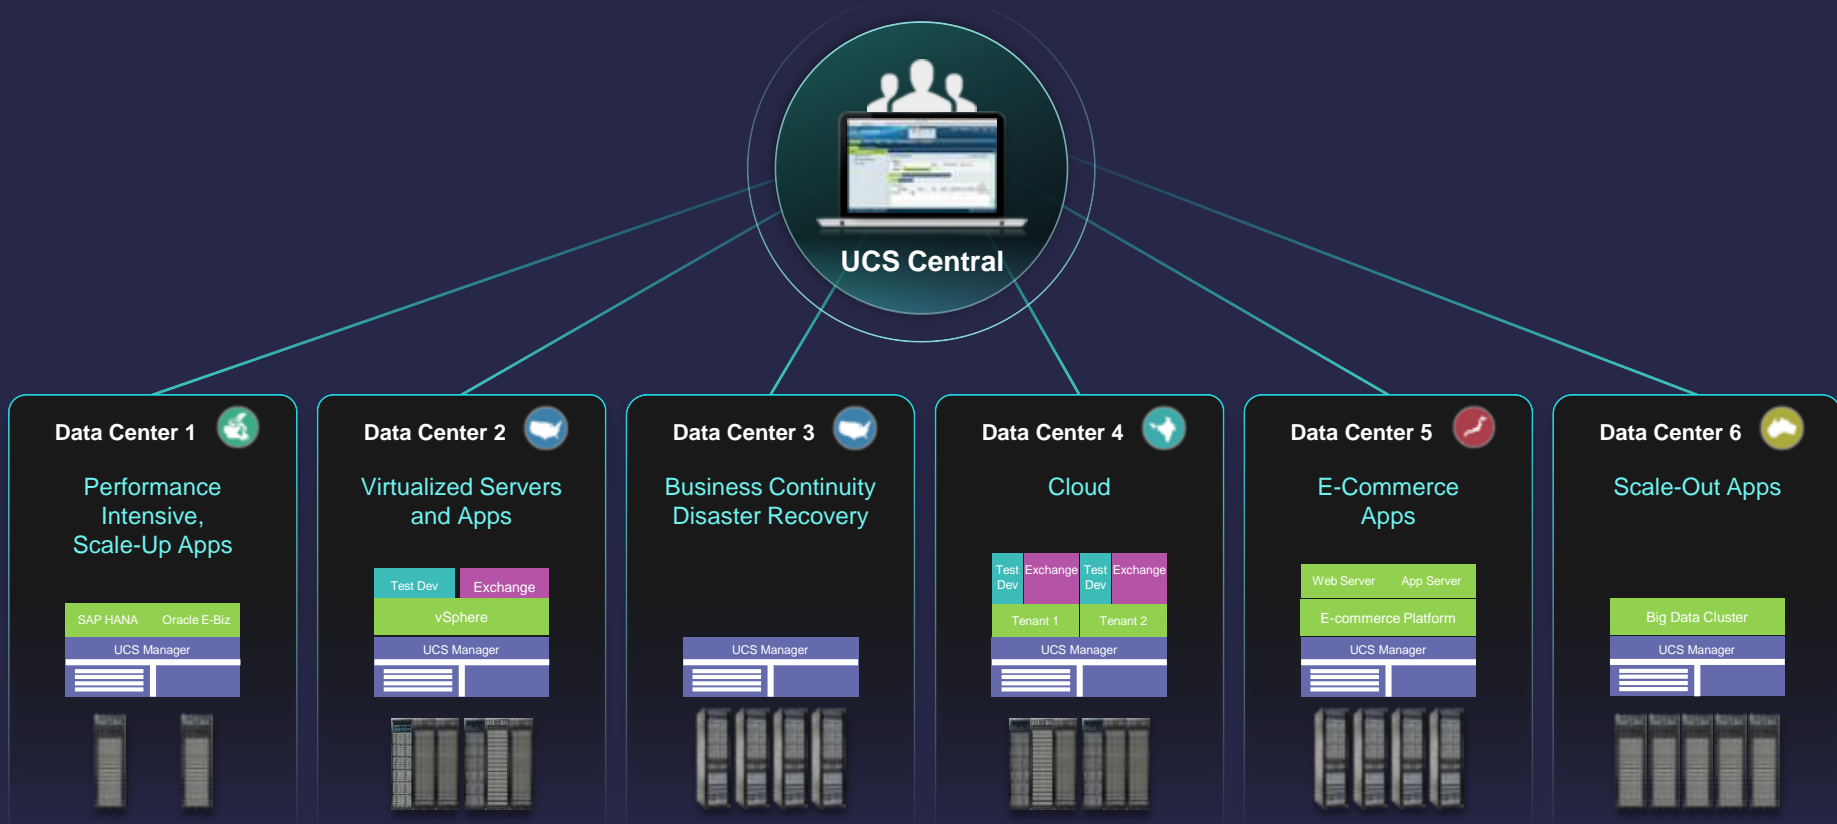 UCS Central
Data Center 1
Performance
Intensive,
Scale-Up Apps
SAP HANA Oracle E-Biz
UCS Manager
Data Center 2
Virtualized Servers
and Apps
Test Dev Exchange
vSphere
UCS Manager
Data Center 3
Business Continuity
Disaster Recovery
UCS Manager
Data Center 4
Cloud
Test Exchange Test Exchange
Dev Dev
Tenant 1 Tenant 2
UCS Manager
Data Center 5
E-Commerce
Apps
Web Server App Server
E-commerce Platform
UCS Manager
Data Center 6
Scale-Out Apps
Big Data Cluster
UCS Manager